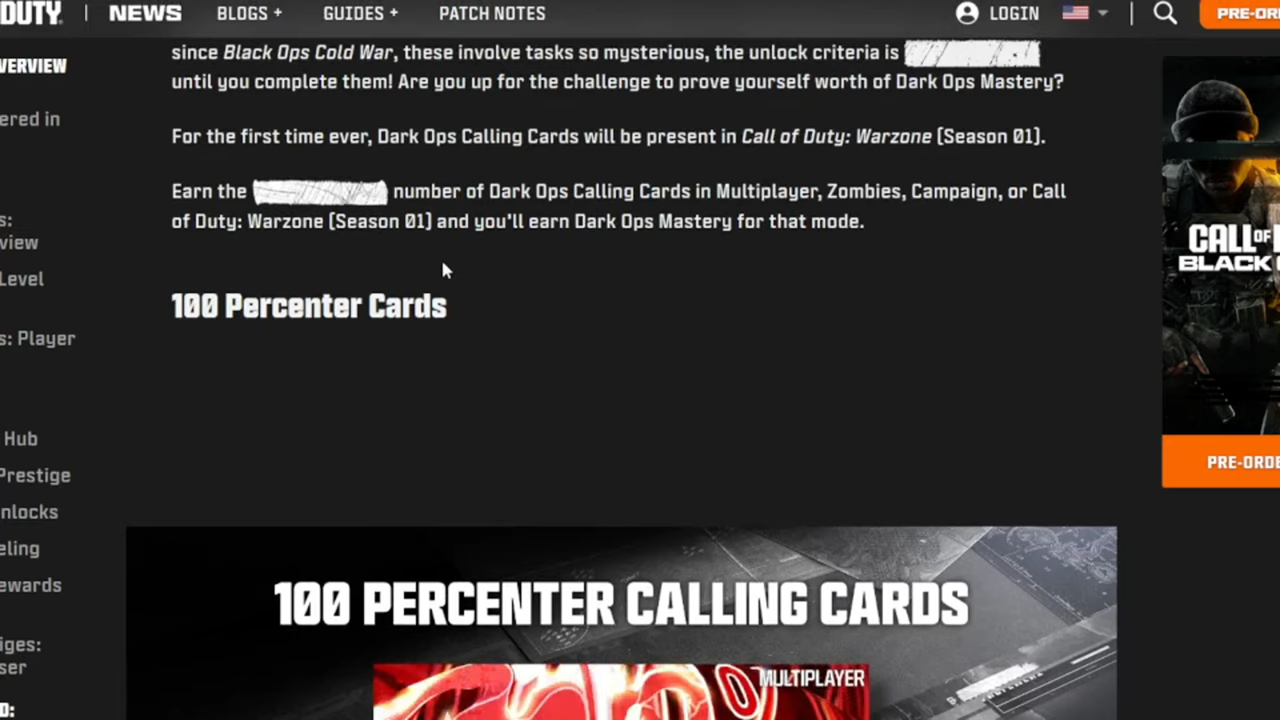 DUTY
NEWS
BLOGS +
GUIDES +
PATCH NOTES
LOGIN
PRE-OR
VERVIEW
ered in
s:
view
Level
s: Player
Hub
Prestige
nlocks
eling
ewards
iges:
ser
D:
since Black Ops Cold War, these involve tasks so mysterious, the unlock criteria is
until you complete them! Are you up for the challenge to prove yourself worth of Dark Ops Mastery?
For the first time ever, Dark Ops Calling Cards will be present in Call of Duty: Warzone (Season 01).
Earn the number of Dark Ops Calling Cards in Multiplayer, Zombies, Campaign, or Call
of Duty: Warzone (Season 01) and you'll earn Dark Ops Mastery for that mode.
100 Percenter Cards
100 PERCENTER CALLING CARDS
MULTIPLAYER
CALL OF
BLACK
PRE-ORDE